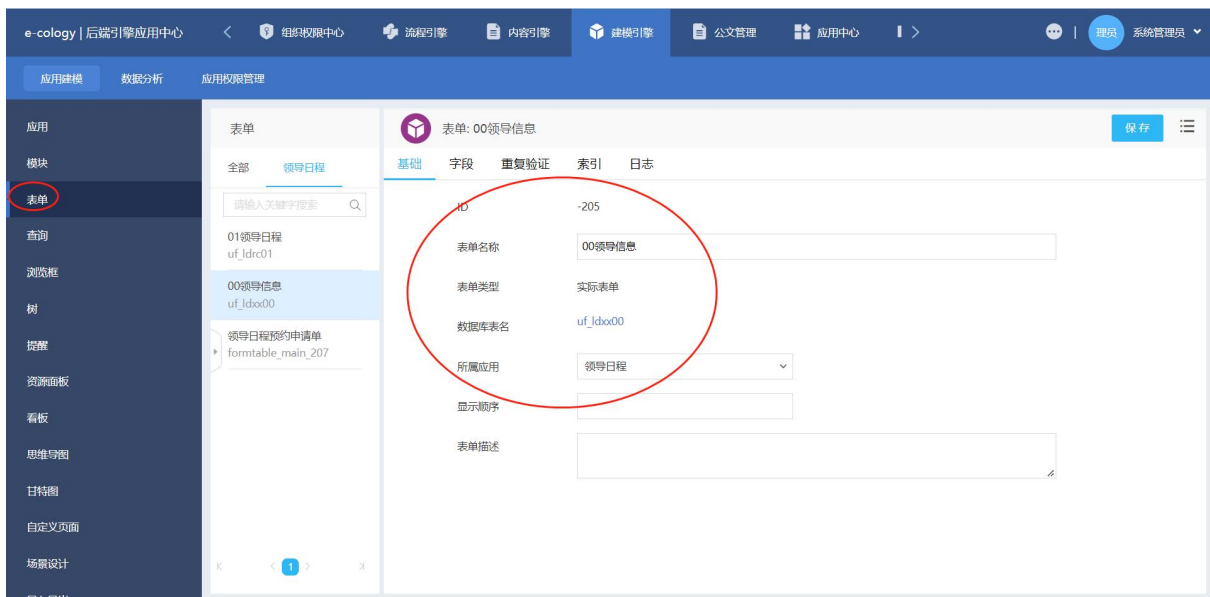 e-cology | 后端引擎应用中心
组织权限中心
流程引擎
内容引擎
建模引擎
公文管理
应用中心
理员
系统管理员
应用建模
数据分析
应用权限管理
应用
模块
表单
查询
浏览框
树
提醒
资源面板
看板
思维导图
甘特图
自定义页面
场景设计
表单
全部
领导日程
请输入关键字搜索
01领导日程
uf_ldrc01
00领导信息
uf_ldxx00
领导日程预约申请单
formtable_main_207
1
表单: 00领导信息
保存
基础
字段
重复验证
索引
日志
ID
-205
表单名称
00领导信息
表单类型
实际表单
数据库表名
uf_ldxx00
所属应用
领导日程
显示顺序
表单描述